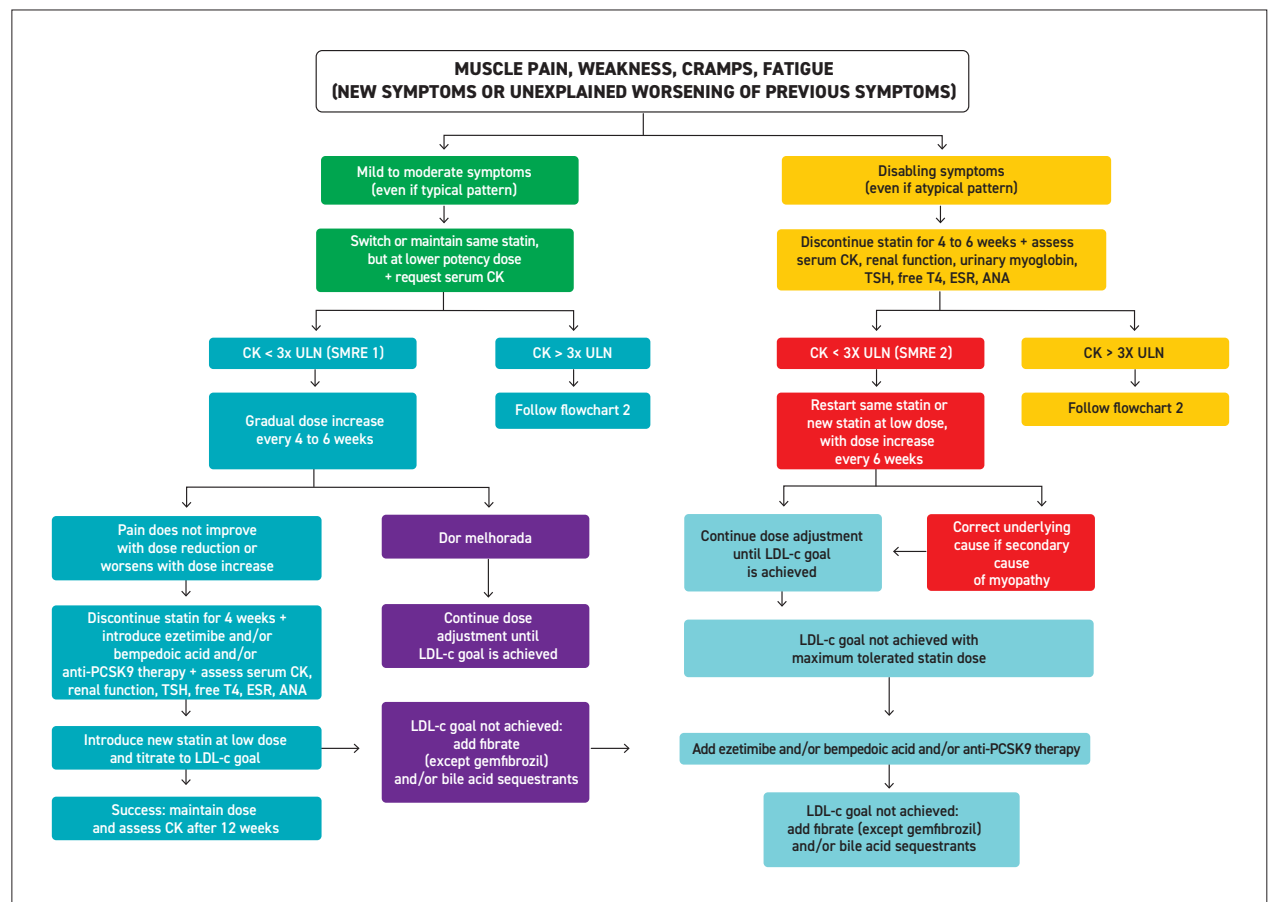 MUSCLE PAIN, WEAKNESS, CRAMPS, FATIGUE
(NEW SYMPTOMS OR UNEXPLAINED WORSENING OF PREVIOUS SYMPTOMS)
Mild to moderate symptoms
(even if typical pattern)
Disabling symptoms
(even if atypical pattern)
Switch or maintain same statin,
but at lower potency dose
+ request serum CK
Discontinue statin for 4 to 6 weeks + assess
serum CK, renal function, urinary myoglobin,
TSH, free T4, ESR, ANA
CK < 3x ULN (SMRE 1)
CK > 3x ULN
CK < 3X ULN (SMRE 2)
CK > 3X ULN
Gradual dose increase
every 4 to 6 weeks
Follow flowchart 2
Restart same statin or
new statin at low dose,
with dose increase
every 6 weeks
Follow flowchart 2
Pain does not improve
with dose reduction or
worsens with dose increase
Dor melhorada
Continue dose adjustment
until LDL-c goal
is achieved
Correct underlying
cause if secondary
cause
of myopathy
Discontinue statin for 4 weeks +
introduce ezetimibe and/or
bempedoic acid and/or
anti-PCSK9 therapy + assess serum CK,
renal function, TSH, free T4, ESR, ANA
Continue dose
adjustment until
LDL-c goal is achieved
LDL-c goal not achieved with
maximum tolerated statin dose
Introduce new statin at low dose
and titrate to LDL-c goal
LDL-c goal not achieved:
add fibrate
(except gemfibrozil)
and/or bile acid sequestrants
Add ezetimibe and/or bempedoic acid and/or anti-PCSK9 therapy
Success: maintain dose
and assess CK after 12 weeks
LDL-c goal not achieved:
add fibrate (except gemfibrozil)
and/or bile acid sequestrants